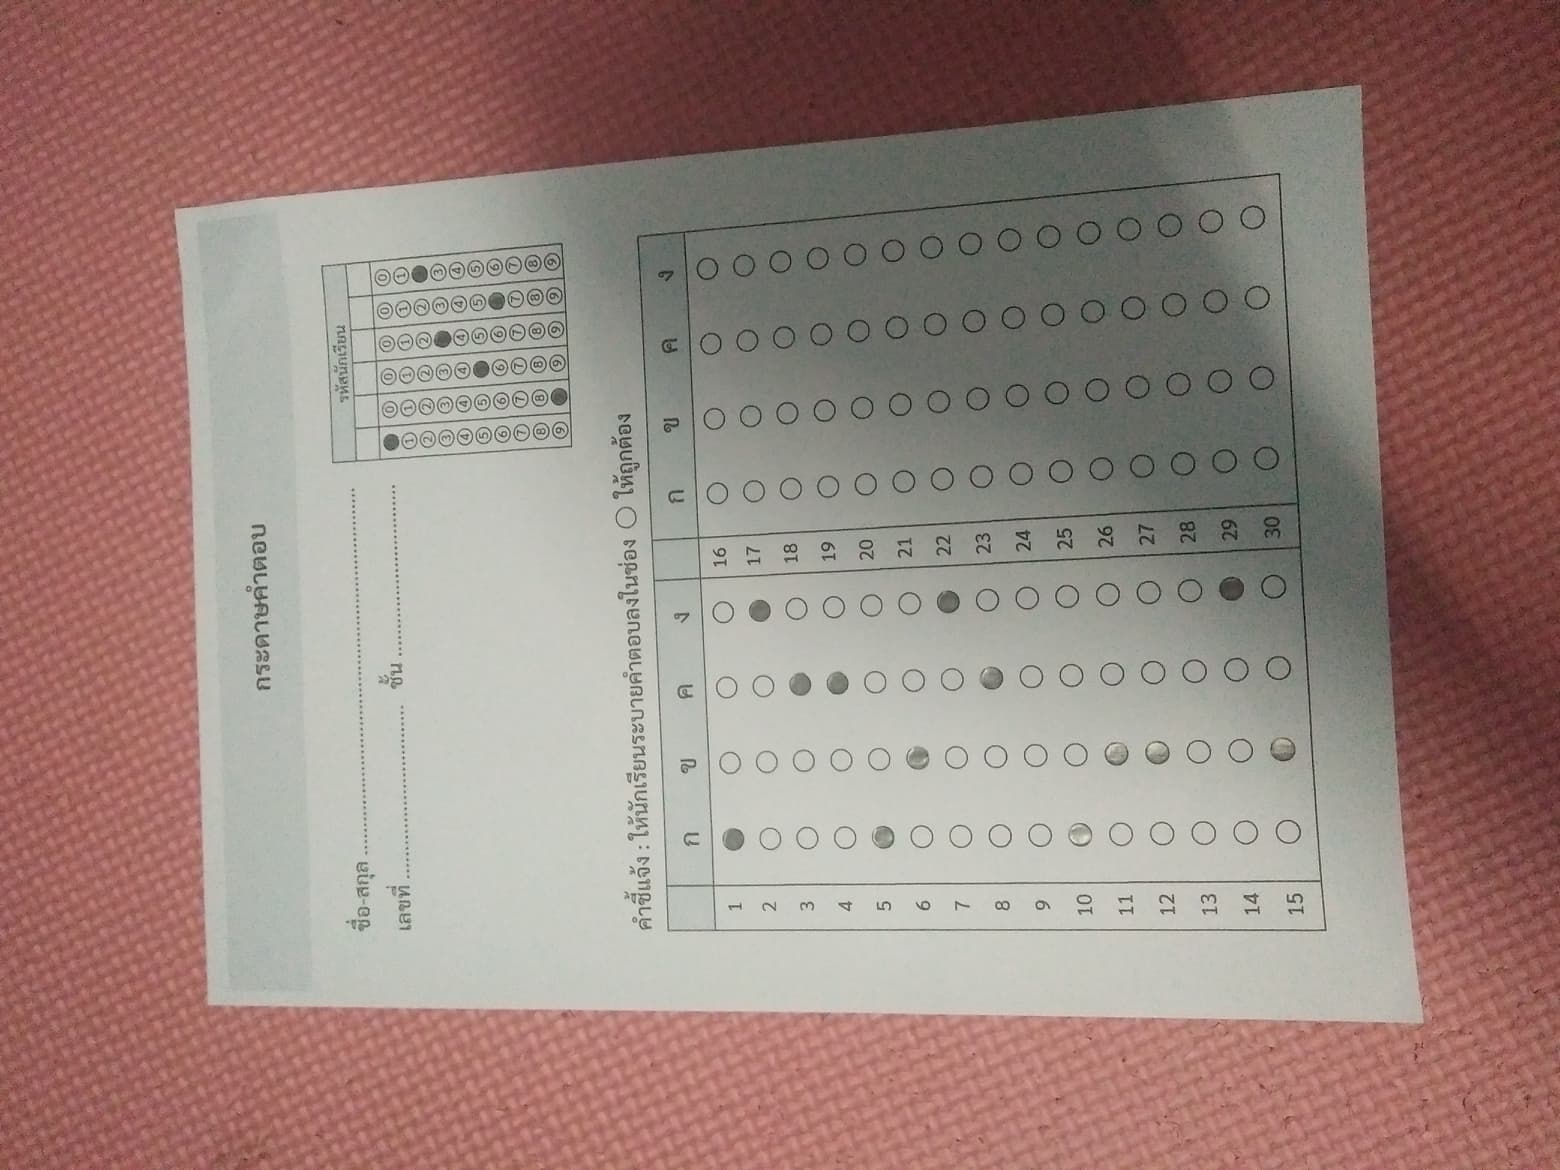 กระดาษคำตอบ
ชื่อ-สกุล ................................................................
เลขที่ ............................... ชั้น ...............................
รหัสนักเรียน
0 0 0 0 0
1 1 1 1 1 1
2 2 2 2 2
3 3 3 3 3
4 4 4 4 4 4
5 5 5 5 5
6 6 6 6 6
7 7 7 7 7 7
8 8 8 8 8 8
9 9 9 9 9
คำชี้แจ้ง : ให้นักเรียนระบายคำตอบลงในช่อง ◯ ให้ถูกต้อง
ก ข ค ง ก ข ค ง
1 16
2 17
3 18
4 19
5 20
6 21
7 22
8 23
9 24
10 25
11 26
12 27
13 28
14 29
15 30